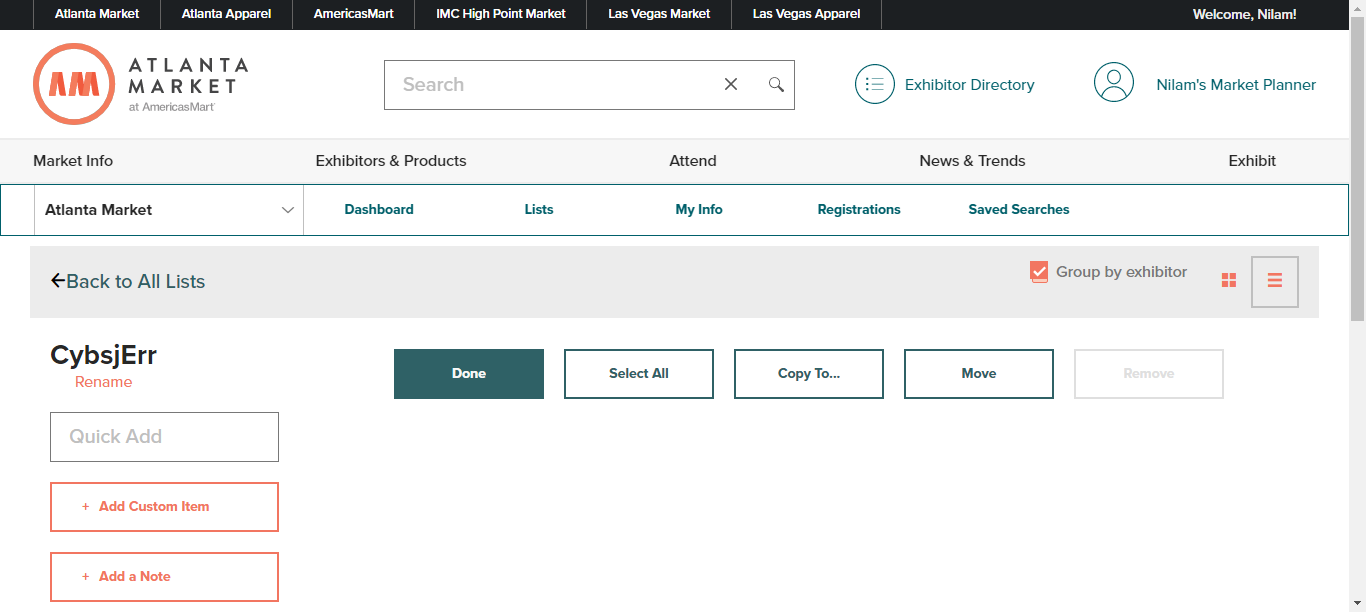 Atlanta Market Atlanta Apparel AmericasMart IMC High Point Market Las Vegas Market Las Vegas Apparel Welcome, Nilam!
AM ATLANTA
MARKET
at AmericasMart
Search
Exhibitor Directory
Nilam's Market Planner
Market Info Exhibitors & Products Attend News & Trends Exhibit
Atlanta Market Dashboard Lists My Info Registrations Saved Searches
Back to All Lists Group by exhibitor
CybsjErr
Rename
Done Select All Copy To... Move Remove
Quick Add
+ Add Custom Item
+ Add a Note